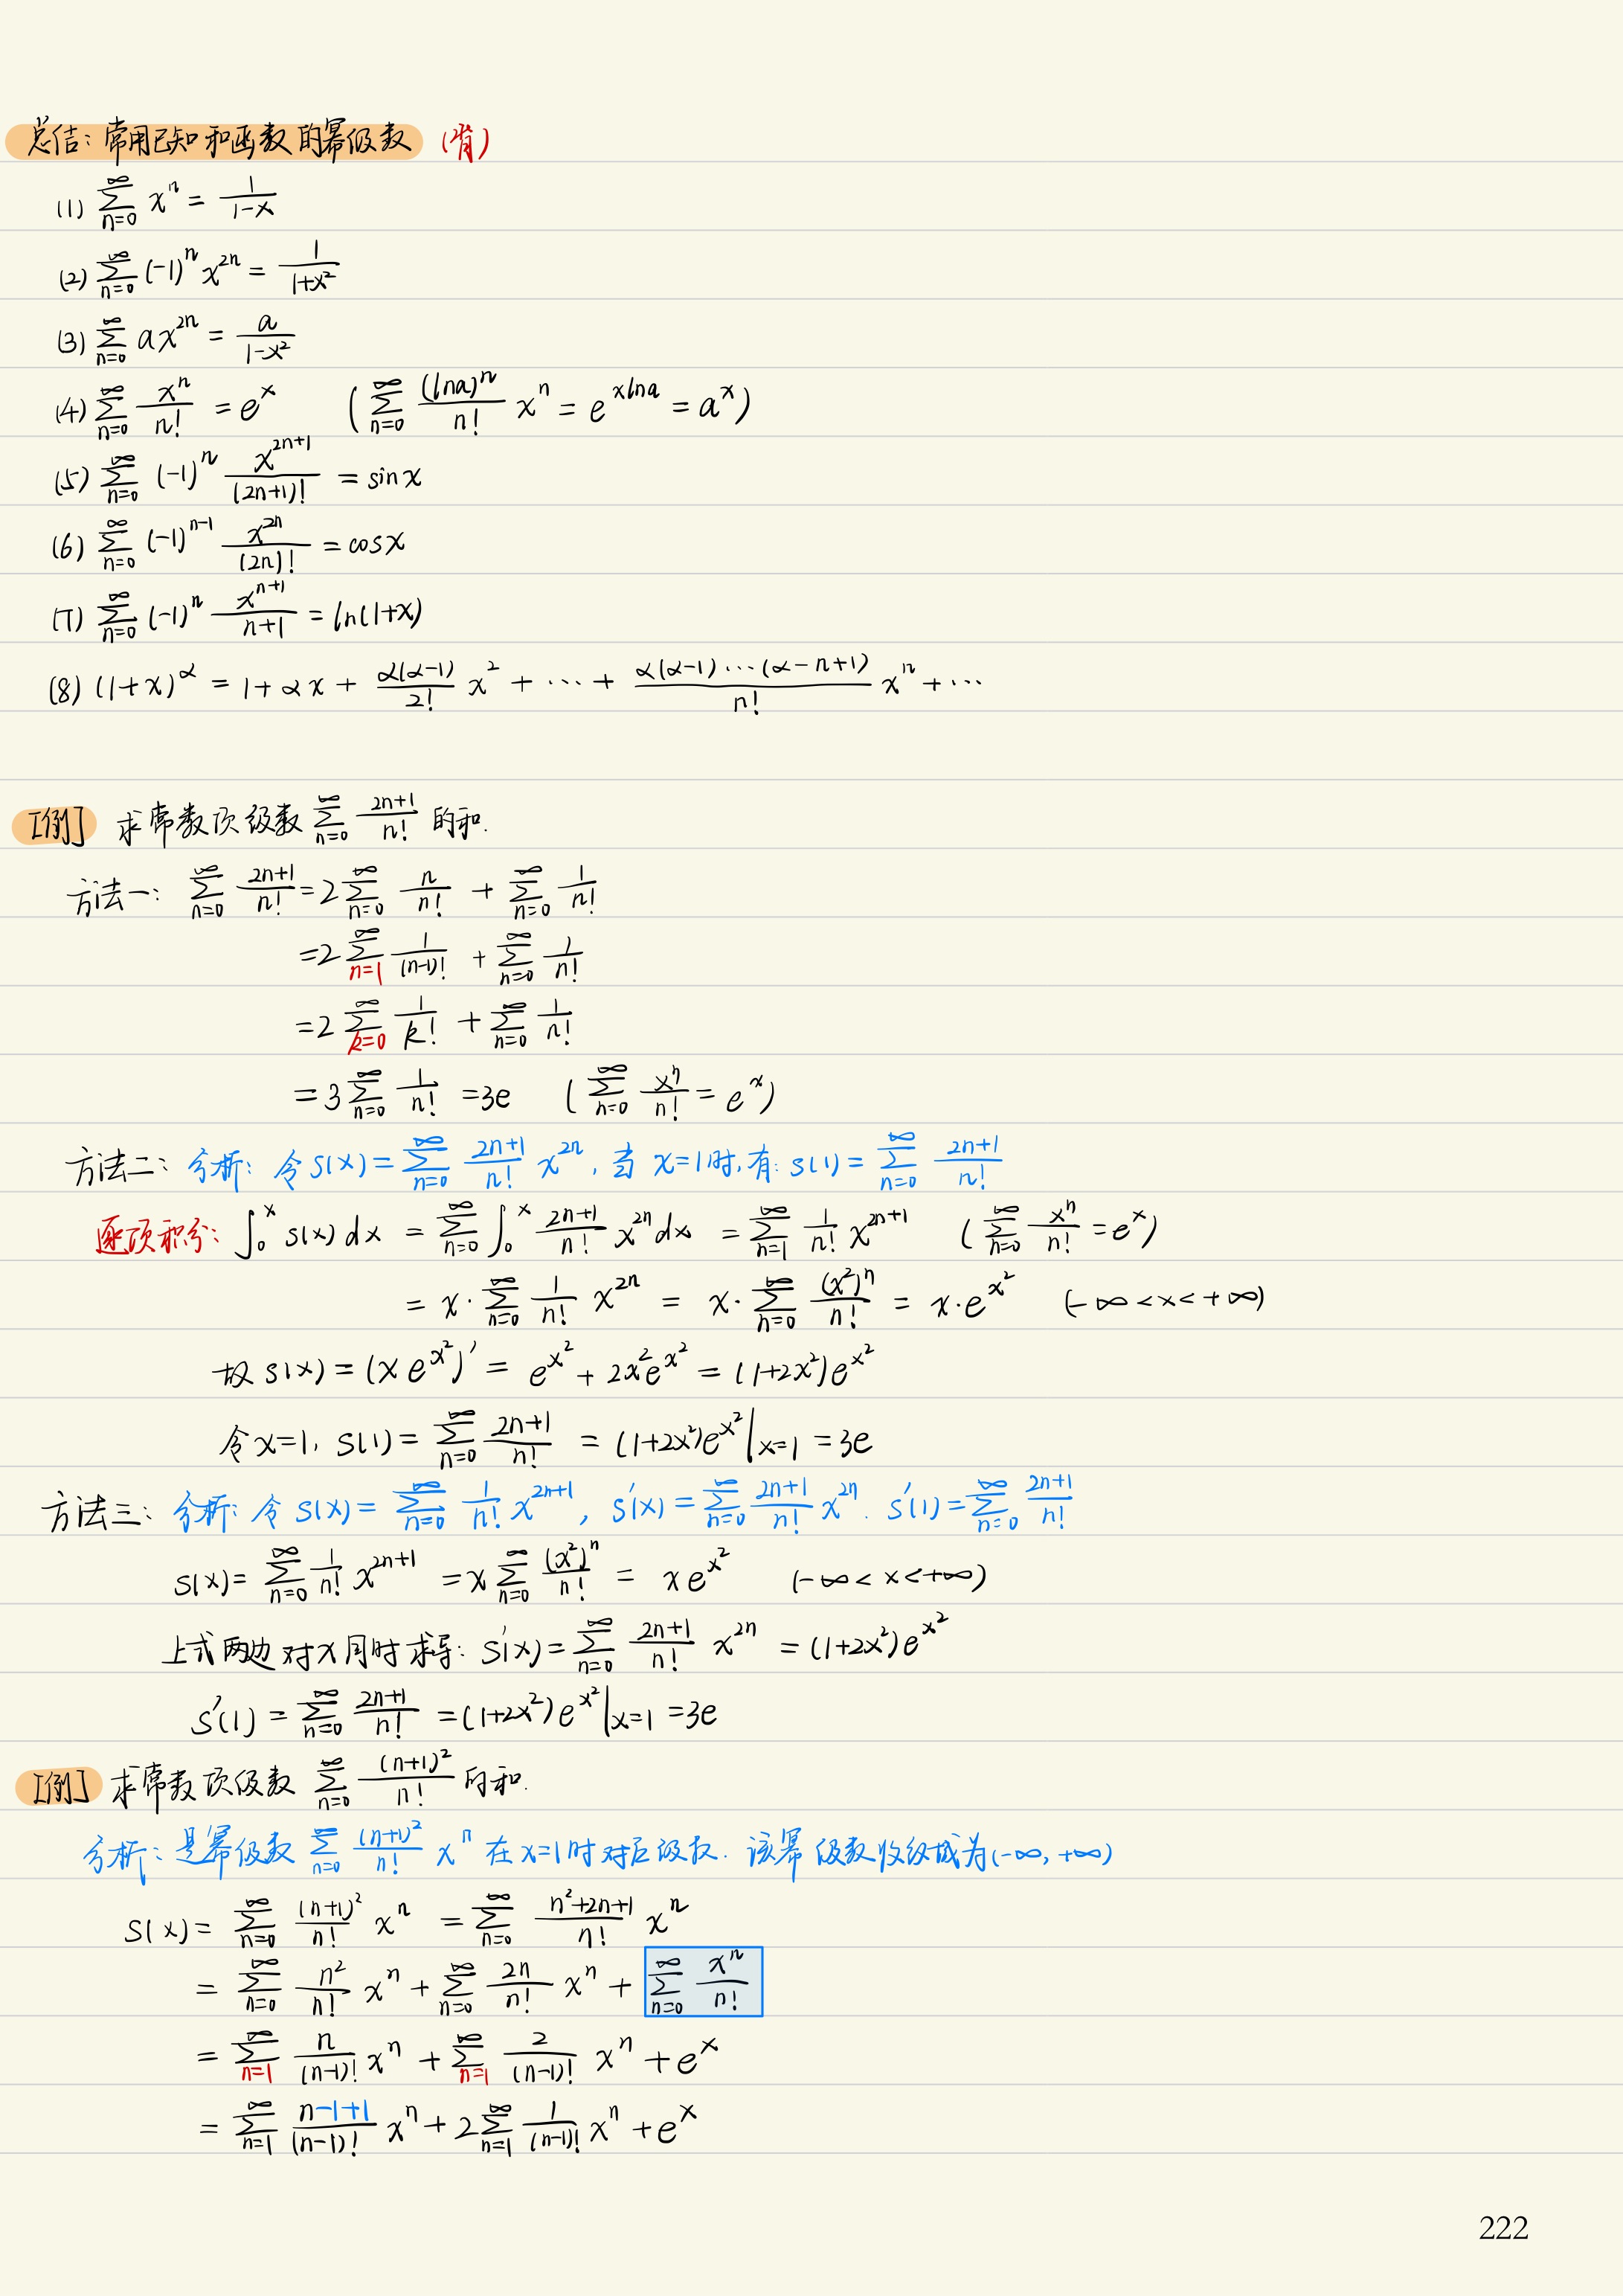 总结：常用已知和函数的幂级数 (背)
(1) $\sum_{n=0}^{\infty} x^n = \frac{1}{1-x}$
(2) $\sum_{n=0}^{\infty} (-1)^n x^{2n} = \frac{1}{1+x^2}$
(3) $\sum_{n=0}^{\infty} a x^{2n} = \frac{a}{1-x^2}$
(4) $\sum_{n=0}^{\infty} \frac{x^n}{n!} = e^x$ ($\sum_{n=0}^{\infty} \frac{(\ln a)^n}{n!} x^n = e^{x \ln a} = a^x$)
(5) $\sum_{n=0}^{\infty} (-1)^n \frac{x^{2n+1}}{(2n+1)!} = \sin x$
(6) $\sum_{n=0}^{\infty} (-1)^{n-1} \frac{x^{2n}}{(2n)!} = \cos x$
(7) $\sum_{n=0}^{\infty} (-1)^n \frac{x^{n+1}}{n+1} = \ln(1+x)$
(8) $(1+x)^\alpha = 1 + \alpha x + \frac{\alpha(\alpha-1)}{2!} x^2 + \cdots + \frac{\alpha(\alpha-1)\cdots(\alpha-n+1)}{n!} x^n + \cdots$
[例] 求常数项级数 $\sum_{n=0}^{\infty} \frac{2n+1}{n!}$ 的和.
方法一： $\sum_{n=0}^{\infty} \frac{2n+1}{n!} = 2\sum_{n=0}^{\infty} \frac{n}{n!} + \sum_{n=0}^{\infty} \frac{1}{n!}$
$= 2\sum_{n=1}^{\infty} \frac{1}{(n-1)!} + \sum_{n=0}^{\infty} \frac{1}{n!}$
$= 2\sum_{k=0}^{\infty} \frac{1}{k!} + \sum_{n=0}^{\infty} \frac{1}{n!}$
$= 3\sum_{n=0}^{\infty} \frac{1}{n!} = 3e$ ($\sum_{n=0}^{\infty} \frac{x^n}{n!} = e^x$)
方法二：分析：令 $S(x) = \sum_{n=0}^{\infty} \frac{2n+1}{n!} x^{2n}$, 当 $x=1$ 时, 有: $S(1) = \sum_{n=0}^{\infty} \frac{2n+1}{n!}$
逐项积分: $\int_0^x S(x) dx = \sum_{n=0}^{\infty} \int_0^x \frac{2n+1}{n!} x^{2n} dx = \sum_{n=1}^{\infty} \frac{1}{n!} x^{2n+1}$ ($\sum_{n=0}^{\infty} \frac{x^n}{n!} = e^x$)
$= x \cdot \sum_{n=0}^{\infty} \frac{1}{n!} x^{2n} = x \cdot \sum_{n=0}^{\infty} \frac{(x^2)^n}{n!} = x \cdot e^{x^2}$ $(-\infty < x < +\infty)$
故 $S(x) = (x e^{x^2})' = e^{x^2} + 2x^2 e^{x^2} = (1+2x^2)e^{x^2}$
令 $x=1$, $S(1) = \sum_{n=0}^{\infty} \frac{2n+1}{n!} = (1+2x^2)e^{x^2}|_{x=1} = 3e$
方法三：分析：令 $S(x) = \sum_{n=0}^{\infty} \frac{1}{n!} x^{2n+1}$, $S'(x) = \sum_{n=0}^{\infty} \frac{2n+1}{n!} x^{2n}$. $S'(1) = \sum_{n=0}^{\infty} \frac{2n+1}{n!}$
$S(x) = \sum_{n=0}^{\infty} \frac{1}{n!} x^{2n+1} = x \sum_{n=0}^{\infty} \frac{(x^2)^n}{n!} = x e^{x^2}$ $(-\infty < x < +\infty)$
上式两边对x同时求导: $S'(x) = \sum_{n=0}^{\infty} \frac{2n+1}{n!} x^{2n} = (1+2x^2)e^{x^2}$
$S'(1) = \sum_{n=0}^{\infty} \frac{2n+1}{n!} = (1+2x^2)e^{x^2}|_{x=1} = 3e$
[例] 求常数项级数 $\sum_{n=0}^{\infty} \frac{(n+1)^2}{n!}$ 的和.
分析：是幂级数 $\sum_{n=0}^{\infty} \frac{(n+1)^2}{n!} x^n$ 在 $x=1$ 时对应级数. 该幂级数收敛域为 $(-\infty, +\infty)$
$S(x) = \sum_{n=0}^{\infty} \frac{(n+1)^2}{n!} x^n = \sum_{n=0}^{\infty} \frac{n^2+2n+1}{n!} x^n$
$= \sum_{n=0}^{\infty} \frac{n^2}{n!} x^n + \sum_{n=0}^{\infty} \frac{2n}{n!} x^n + \sum_{n=0}^{\infty} \frac{x^n}{n!}$
$= \sum_{n=1}^{\infty} \frac{n}{(n-1)!} x^n + \sum_{n=1}^{\infty} \frac{2}{(n-1)!} x^n + e^x$
$= \sum_{n=1}^{\infty} \frac{n-1+1}{(n-1)!} x^n + 2\sum_{n=1}^{\infty} \frac{1}{(n-1)!} x^n + e^x$
222